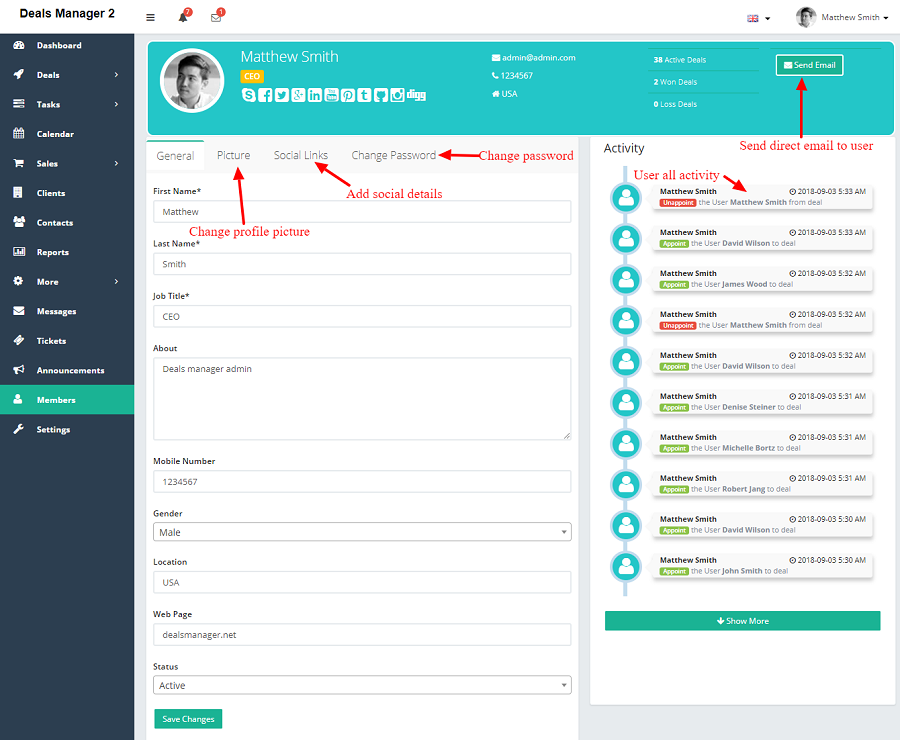 Deals Manager 2
7
1
Matthew Smith
Dashboard
Deals
Tasks
Calendar
Sales
Clients
Contacts
Reports
More
Messages
Tickets
Announcements
Members
Settings
Matthew Smith
CEO
digg
admin@admin.com
1234567
USA
38 Active Deals
2 Won Deals
0 Loss Deals
Send Email
Send direct email to user
General
Picture
Social Links
Change Password
Change password
Add social details
Change profile picture
First Name*
Matthew
Last Name*
Smith
Job Title*
CEO
About
Deals manager admin
Mobile Number
1234567
Gender
Male
Location
USA
Web Page
dealsmanager.net
Status
Active
Save Changes
Activity
User all activity
Matthew Smith 2018-09-03 5:33 AM
Unappoint the User Matthew Smith from deal
Matthew Smith 2018-09-03 5:33 AM
Appoint the User David Wilson to deal
Matthew Smith 2018-09-03 5:32 AM
Appoint the User James Wood to deal
Matthew Smith 2018-09-03 5:32 AM
Unappoint the User Matthew Smith from deal
Matthew Smith 2018-09-03 5:32 AM
Appoint the User David Wilson to deal
Matthew Smith 2018-09-03 5:31 AM
Appoint the User Denise Steiner to deal
Matthew Smith 2018-09-03 5:31 AM
Appoint the User Michelle Bortz to deal
Matthew Smith 2018-09-03 5:31 AM
Appoint the User Robert Jang to deal
Matthew Smith 2018-09-03 5:30 AM
Appoint the User David Wilson to deal
Matthew Smith 2018-09-03 5:30 AM
Appoint the User John Smith to deal
Show More